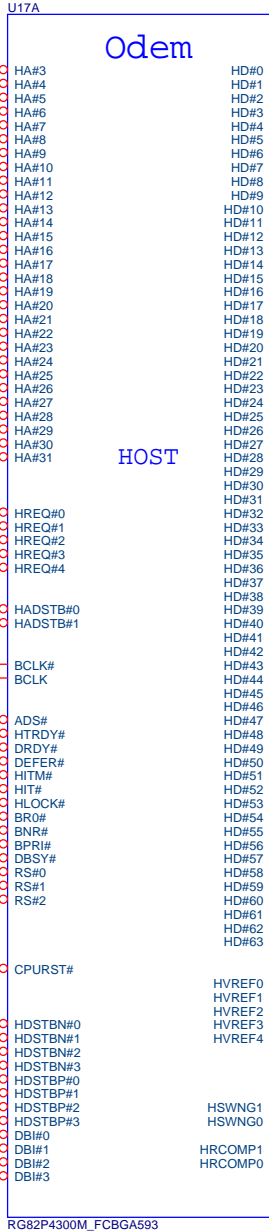 U17A
Odem
HA#3 HD#0
HA#4 HD#1
HA#5 HD#2
HA#6 HD#3
HA#7 HD#4
HA#8 HD#5
HA#9 HD#6
HA#10 HD#7
HA#11 HD#8
HA#12 HD#9
HA#13 HD#10
HA#14 HD#11
HA#15 HD#12
HA#16 HD#13
HA#17 HD#14
HA#18 HD#15
HA#19 HD#16
HA#20 HD#17
HA#21 HD#18
HA#22 HD#19
HA#23 HD#20
HA#24 HD#21
HA#25 HD#22
HA#26 HD#23
HA#27 HD#24
HA#28 HD#25
HA#29 HD#26
HA#30 HD#27
HA#31 HOST HD#28
HD#29
HD#30
HD#31
HREQ#0 HD#32
HREQ#1 HD#33
HREQ#2 HD#34
HREQ#3 HD#35
HREQ#4 HD#36
HD#37
HD#38
HADSTB#0 HD#39
HADSTB#1 HD#40
HD#41
HD#42
BCLK# HD#43
BCLK HD#44
HD#45
HD#46
ADS# HD#47
HTRDY# HD#48
DRDY# HD#49
DEFER# HD#50
HITM# HD#51
HIT# HD#52
HLOCK# HD#53
BR0# HD#54
BNR# HD#55
BPRI# HD#56
DBSY# HD#57
RS#0 HD#58
RS#1 HD#59
RS#2 HD#60
HD#61
HD#62
HD#63
CPURST#
HVREF0
HVREF1
HVREF2
HDSTBN#0 HVREF3
HDSTBN#1 HVREF4
HDSTBN#2
HDSTBN#3
HDSTBP#0
HDSTBP#1
HDSTBP#2 HSWNG1
HDSTBP#3 HSWNG0
DBI#0
DBI#1 HRCOMP1
DBI#2 HRCOMP0
DBI#3
RG82P4300M_FCBGA593